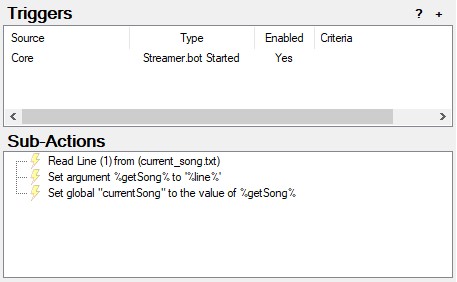 Triggers ? +
Source Type Enabled Criteria
Core Streamer.bot Started Yes
Sub-Actions
Read Line (1) from (current_song.txt)
Set argument %getSong% to '%line%'
Set global "currentSong" to the value of %getSong%